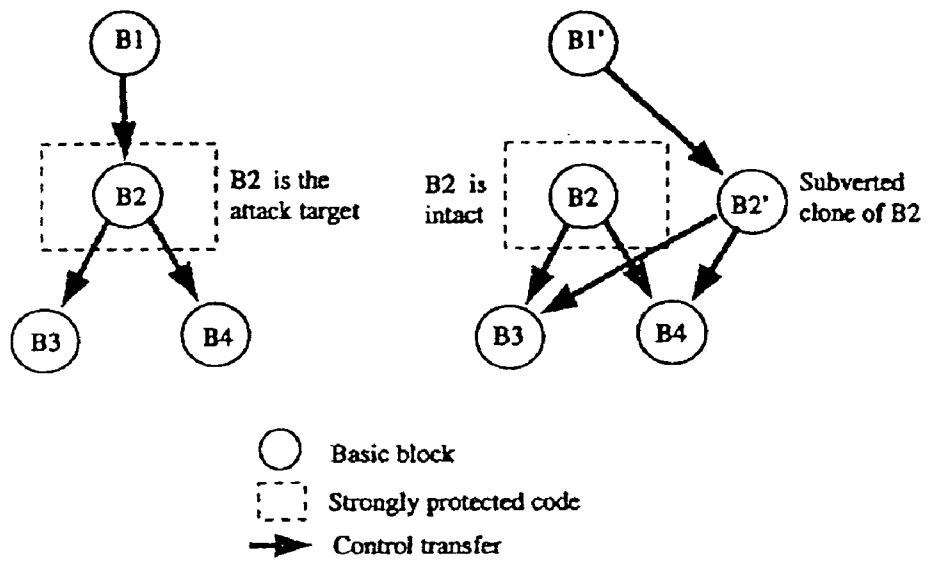 B1
B1'
B2
B2 is the
attack target
B2 is
intact
B2
B2'
Subverted
clone of B2
B3
B4
B3
B4
Basic block
Strongly protected code
Control transfer